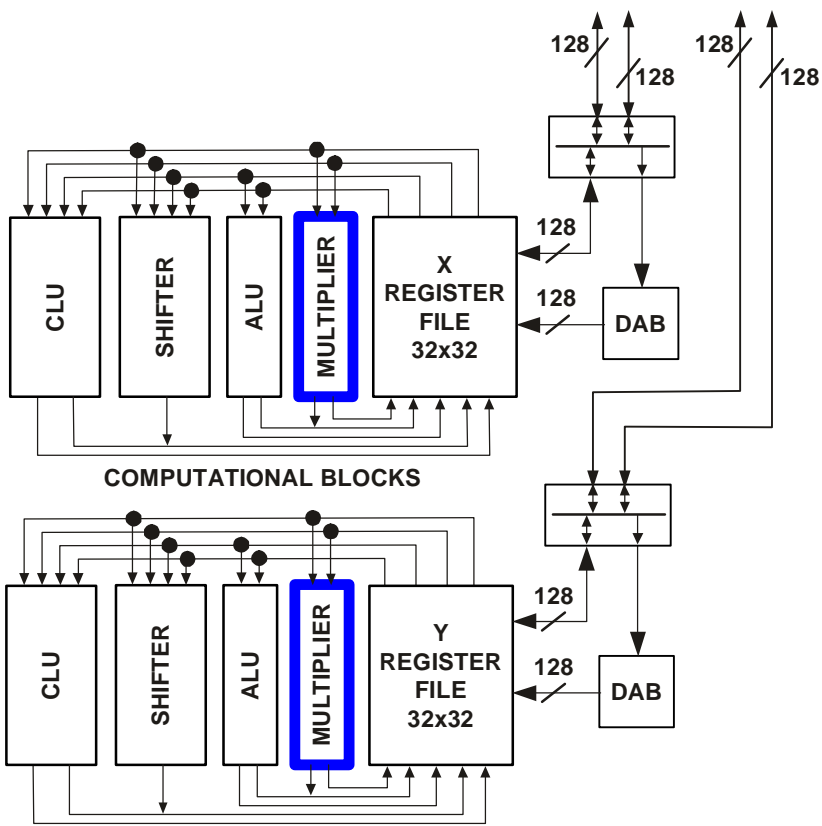 128
128
128
128
CLU
SHIFTER
ALU
MULTIPLIER
X
REGISTER
FILE
32x32
128
128
DAB
COMPUTATIONAL BLOCKS
CLU
SHIFTER
ALU
MULTIPLIER
Y
REGISTER
FILE
32x32
128
128
DAB